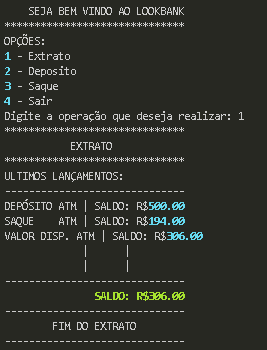 SEJA BEM VINDO AO LOOKBANK
******************************
OPÇÕES:
1 - Extrato
2 - Deposito
3 - Saque
4 - Sair
******************************
Digite a operação que deseja realizar: 1
******************************
EXTRATO
******************************
ULTIMOS LANÇAMENTOS:
------------------------------
DEPÓSITO ATM | SALDO: R$500.00
SAQUE    ATM | SALDO: R$194.00
VALOR DISP. ATM | SALDO: R$306.00
|      |
|      |
------------------------------
SALDO: R$306.00
------------------------------
FIM DO EXTRATO
------------------------------